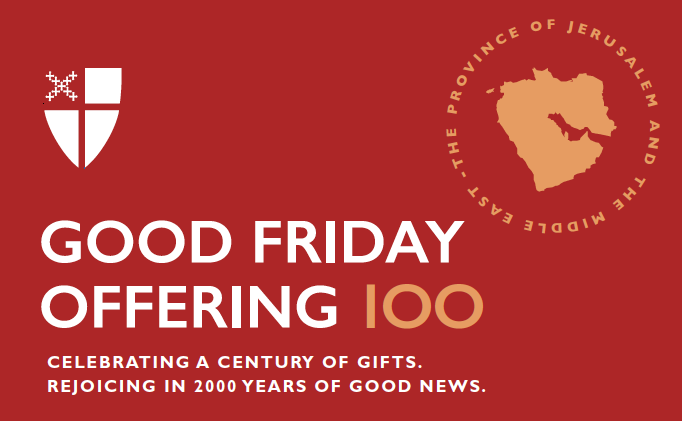 THE PROVINCE OF JERUSALEM AND THE MIDDLE EAST -
GOOD FRIDAY
OFFERING 100
CELEBRATING A CENTURY OF GIFTS.
REJOICING IN 2000 YEARS OF GOOD NEWS.